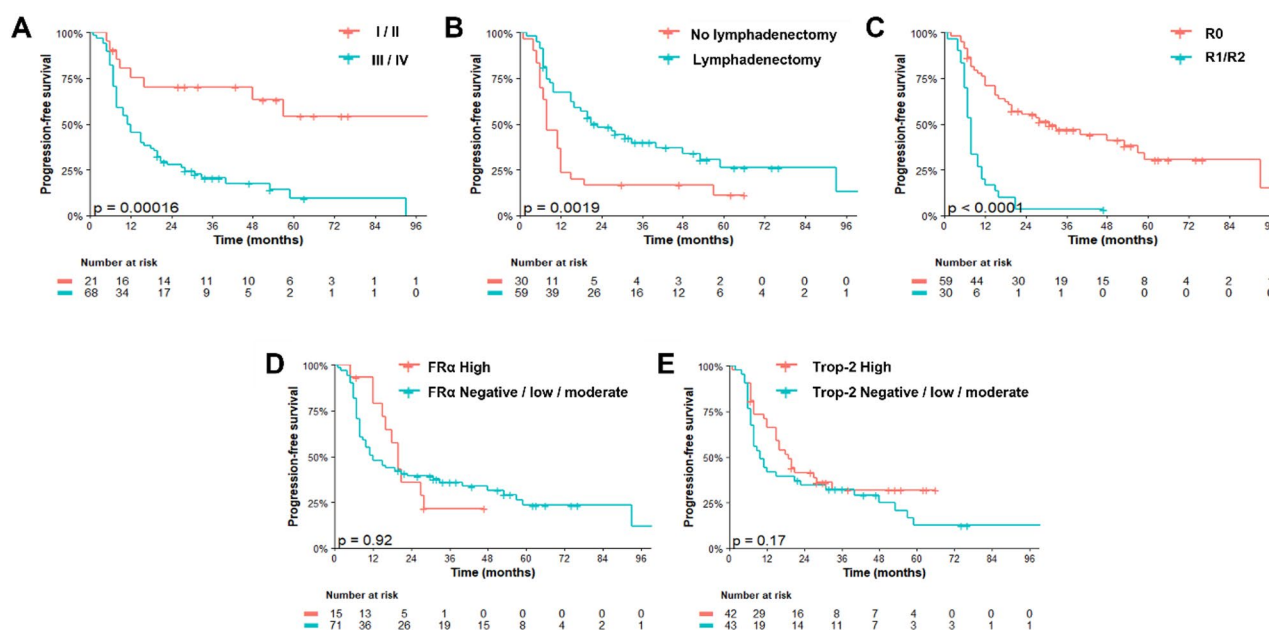 A
I / II
III / IV
100%
75%
50%
25%
0%
Progression-free survival
p = 0.00016
0 12 24 36 48 60 72 84 96
Time (months)
Number at risk
21 16 14 11 10 6 3 1 1
68 34 17 9 5 2 1 1 0
B
No lymphadenectomy
Lymphadenectomy
100%
75%
50%
25%
0%
Progression-free survival
p = 0.0019
0 12 24 36 48 60 72 84 96
Time (months)
Number at risk
30 11 5 4 3 2 0 0 0
59 39 26 16 12 6 4 2 1
C
R0
R1/R2
100%
75%
50%
25%
0%
Progression-free survival
p < 0.0001
0 12 24 36 48 60 72 84 96
Time (months)
Number at risk
59 44 30 19 15 8 4 2
30 6 1 1 0 0 0 0
D
FRα High
FRα Negative / low / moderate
100%
75%
50%
25%
0%
Progression-free survival
p = 0.92
0 12 24 36 48 60 72 84 96
Time (months)
Number at risk
15 13 5 1 0 0 0 0 0
71 36 26 19 15 8 4 2 1
E
Trop-2 High
Trop-2 Negative / low / moderate
100%
75%
50%
25%
0%
Progression-free survival
p = 0.17
0 12 24 36 48 60 72 84 96
Time (months)
Number at risk
42 29 16 8 7 4 0 0 0
43 19 14 11 7 3 3 1 1